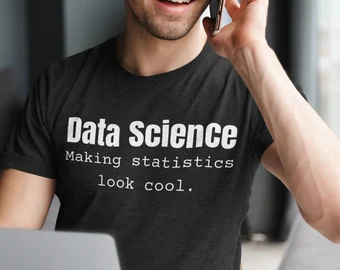 Data Science
Making statistics
look cool.